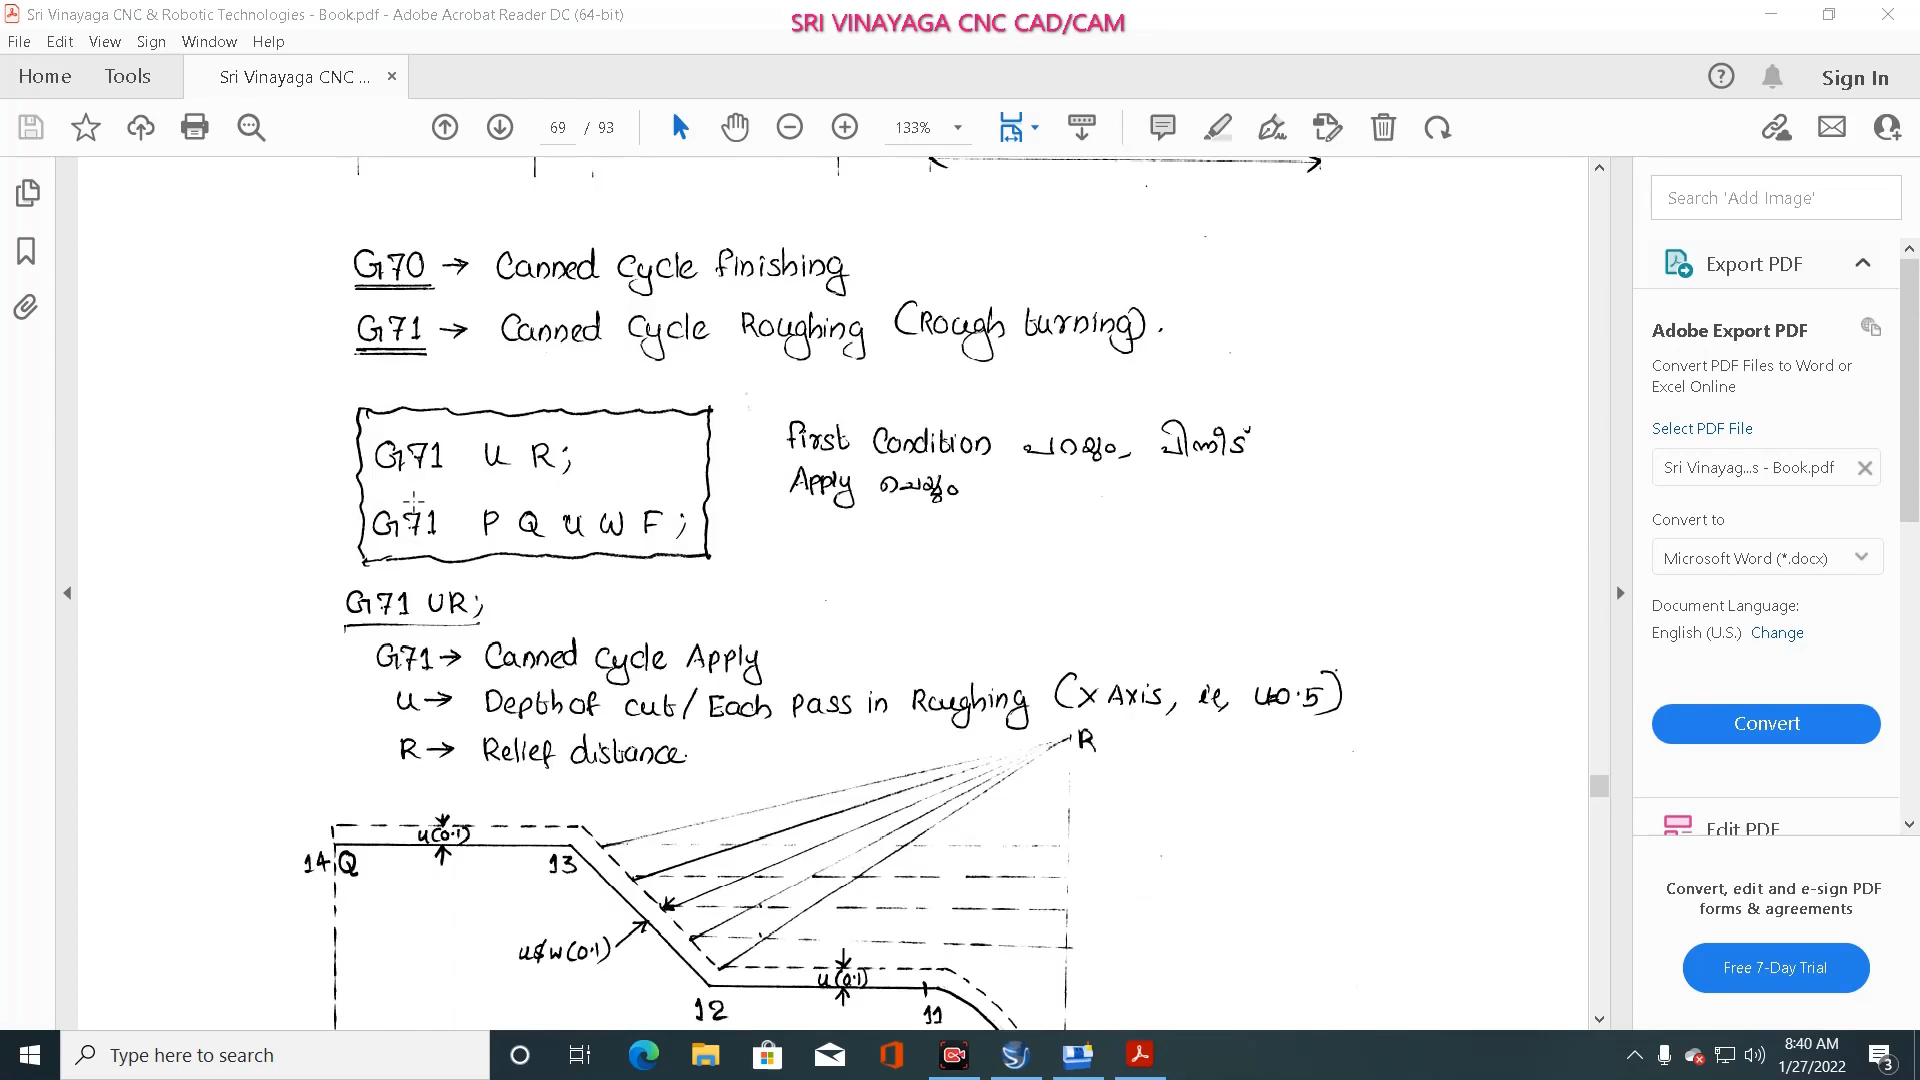 Sri Vinayaga CNC & Robotic Technologies - Book.pdf - Adobe Acrobat Reader DC (64-bit)
SRI VINAYAGA CNC CAD/CAM
File Edit View Sign Window Help
Home Tools Sri Vinayaga CNC ... × Sign In
69 / 93 133%
G70 → Canned Cycle finishing
G71 → Canned Cycle Roughing (Rough turning).
G71 U R;
G71 P Q U W F ;
First Condition പറയും, പിന്നീട്
Apply ചെയ്യും
G71 UR;
G71 → Canned Cycle Apply
U → Depth of cut / Each pass in Roughing (X Axis, ie, U0.5)
R → Relief distance.
R
U(0.1)
14 Q 13
U&W(0.1)
U(0.1)
12 11
Search 'Add Image'
Export PDF
Adobe Export PDF
Convert PDF Files to Word or
Excel Online
Select PDF File
Sri Vinayag...s - Book.pdf
Convert to
Microsoft Word (*.docx)
Document Language:
English (U.S.) Change
Convert
Edit PDF
Convert, edit and e-sign PDF
forms & agreements
Free 7-Day Trial
Type here to search
8:40 AM
1/27/2022
3